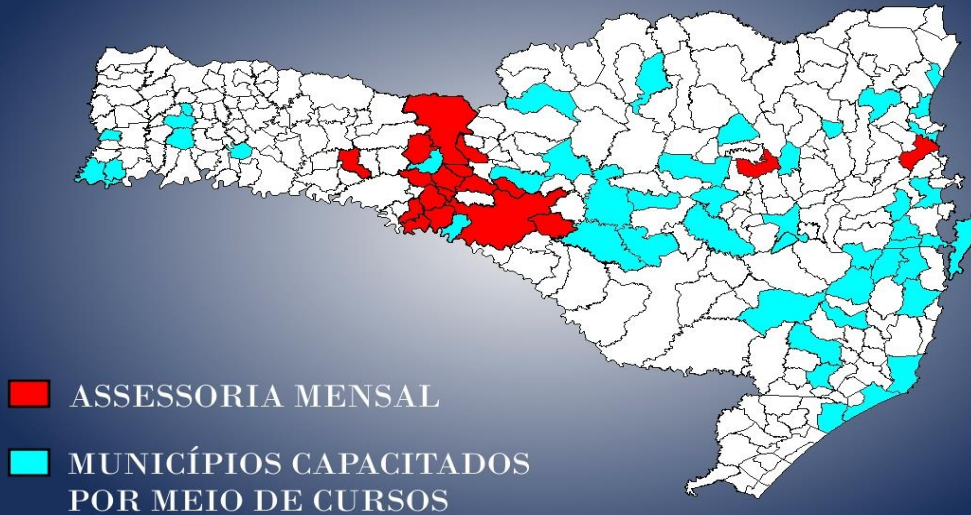 ASSESSORIA MENSAL
MUNICÍPIOS CAPACITADOS
POR MEIO DE CURSOS